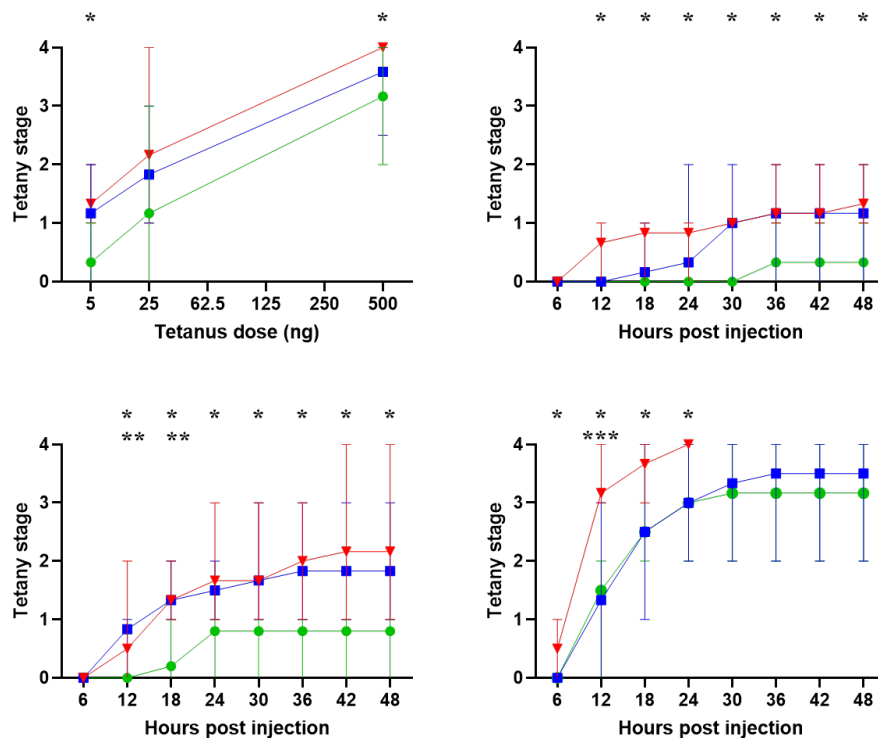 * *
4
3
2
1
0
Tetany stage
5 25 62.5 125 250 500
Tetanus dose (ng)
* * * * * * *
4
3
2
1
0
Tetany stage
6 12 18 24 30 36 42 48
Hours post injection
* * * * * * *
** **
4
3
2
1
0
Tetany stage
6 12 18 24 30 36 42 48
Hours post injection
* * * *
***
4
3
2
1
0
Tetany stage
6 12 18 24 30 36 42 48
Hours post injection